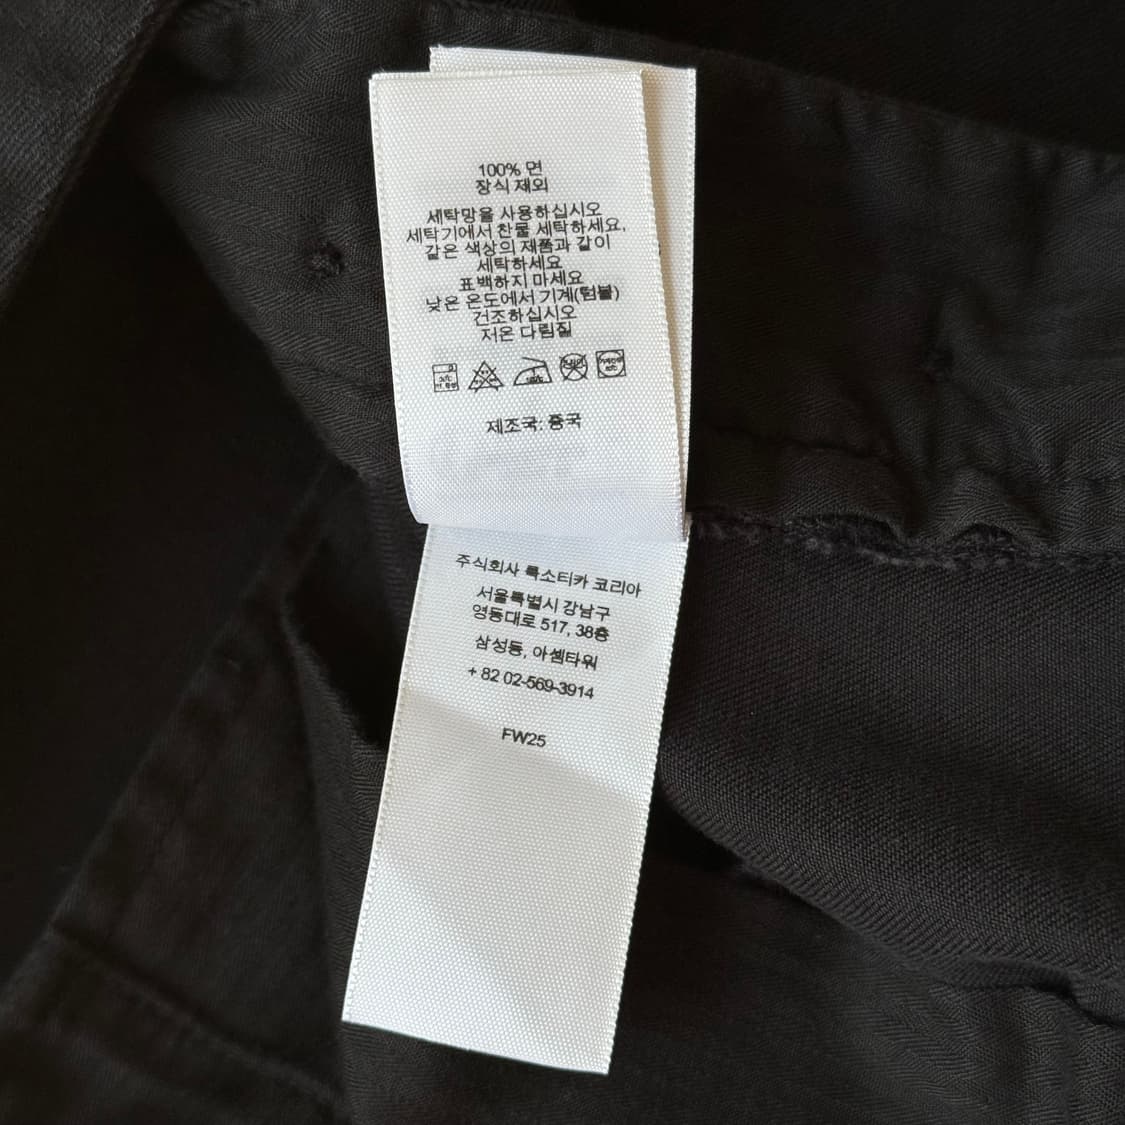 100% 면
장식 제외
세탁망을 사용하십시오
세탁기에서 찬물 세탁하세요,
같은 색상의 제품과 같이
세탁하세요
표백하지 마세요
낮은 온도에서 기계(텀블)
건조하십시오
저온 다림질
제조국: 중국
주식회사 룩소티카 코리아
서울특별시 강남구
영동대로 517, 38층
삼성동, 아셈타워
+ 82 02-569-3914
FW25